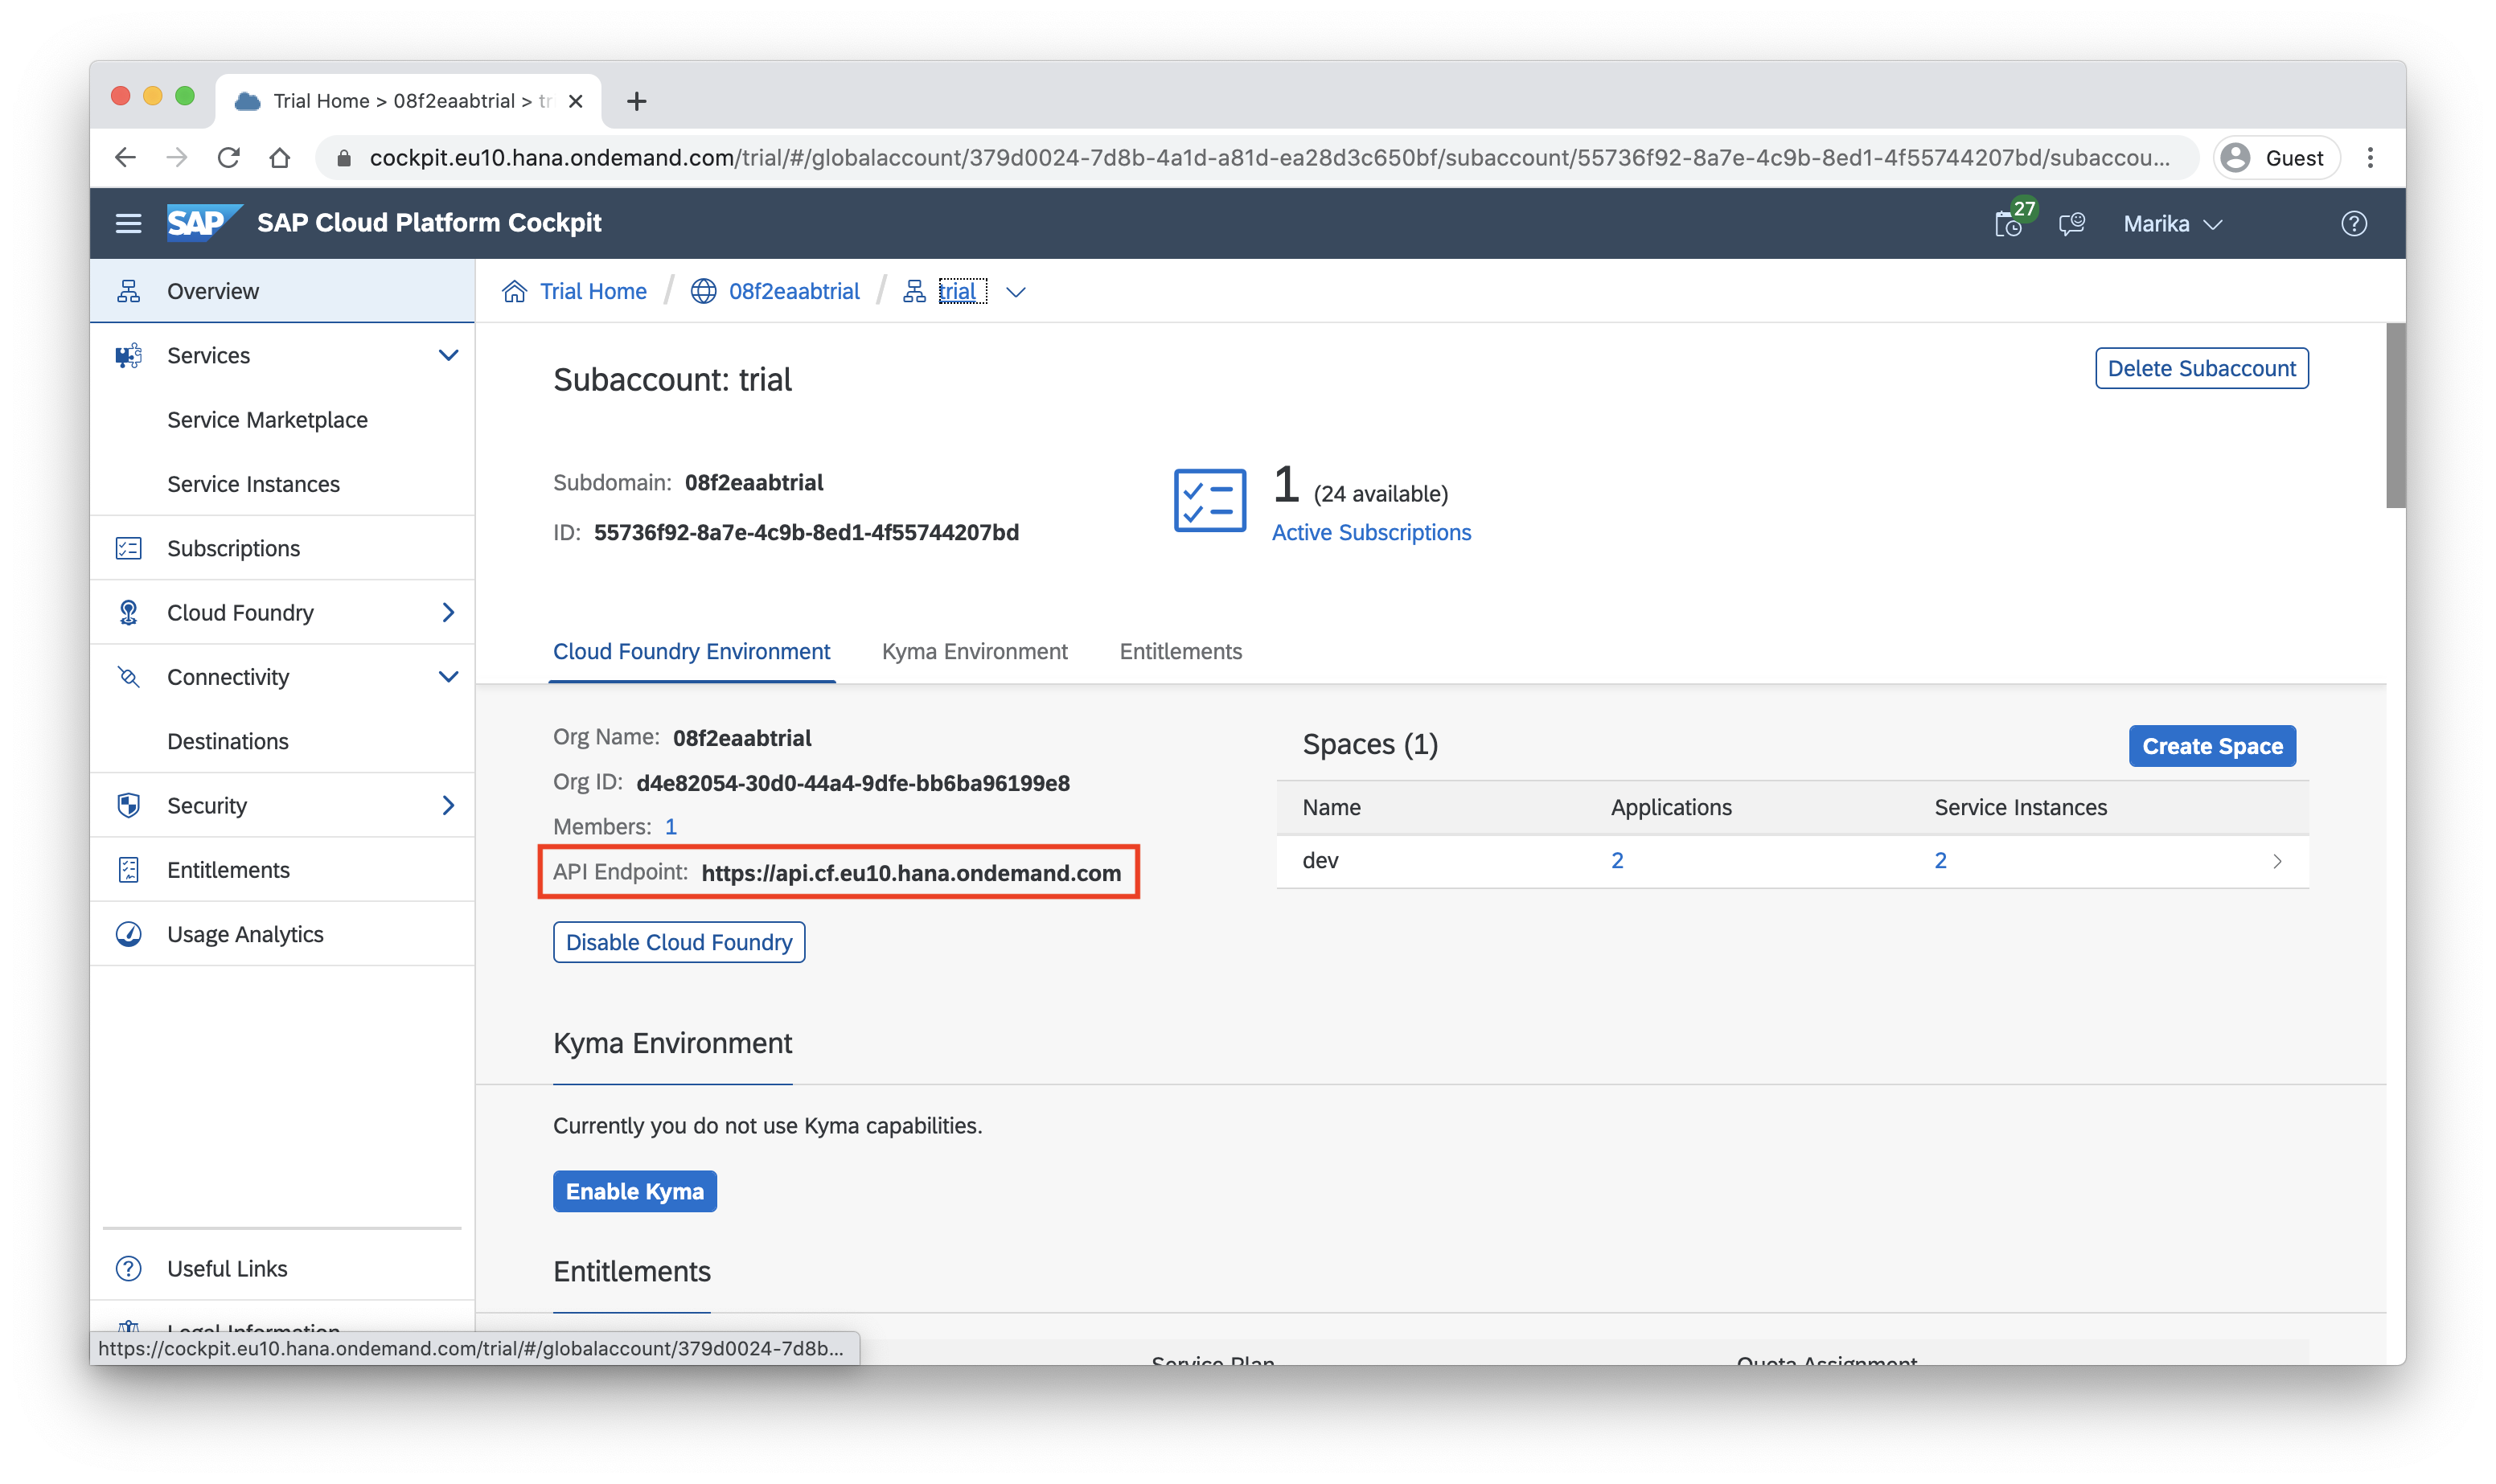 Trial Home > 08f2eaabtrial > tr
cockpit.eu10.hana.ondemand.com/trial/#/globalaccount/379d0024-7d8b-4a1d-a81d-ea28d3c650bf/subaccount/55736f92-8a7e-4c9b-8ed1-4f55744207bd/subaccou...
Guest
SAP SAP Cloud Platform Cockpit
27
Marika
Overview
Services
Service Marketplace
Service Instances
Subscriptions
Cloud Foundry
Connectivity
Destinations
Security
Entitlements
Usage Analytics
Useful Links
Legal Information
Trial Home / 08f2eaabtrial / trial
Subaccount: trial
Delete Subaccount
Subdomain: 08f2eaabtrial
ID: 55736f92-8a7e-4c9b-8ed1-4f55744207bd
1 (24 available)
Active Subscriptions
Cloud Foundry Environment
Kyma Environment
Entitlements
Org Name: 08f2eaabtrial
Org ID: d4e82054-30d0-44a4-9dfe-bb6ba96199e8
Members: 1
API Endpoint: https://api.cf.eu10.hana.ondemand.com
Disable Cloud Foundry
Spaces (1)
Create Space
Name Applications Service Instances
dev 2 2
Kyma Environment
Currently you do not use Kyma capabilities.
Enable Kyma
Entitlements
Service Plan
Quota Assignment
https://cockpit.eu10.hana.ondemand.com/trial/#/globalaccount/379d0024-7d8b...